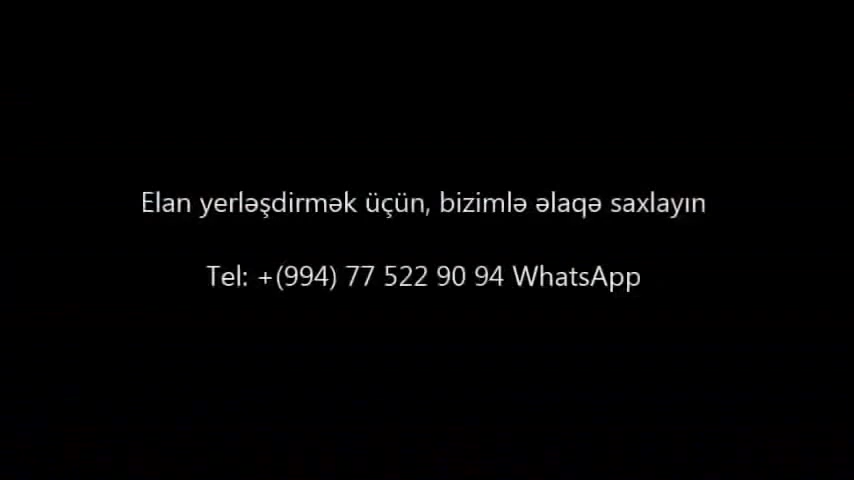 Elan yerləşdirmək üçün, bizimlə əlaqə saxlayın
Tel: +(994) 77 522 90 94 WhatsApp